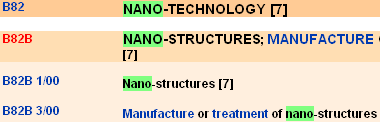 B82 NANO-TECHNOLOGY [7]
B82B NANO-STRUCTURES; MANUFACTURE
[7]
B82B 1/00 Nano-structures [7]
B82B 3/00 Manufacture or treatment of nano-structures